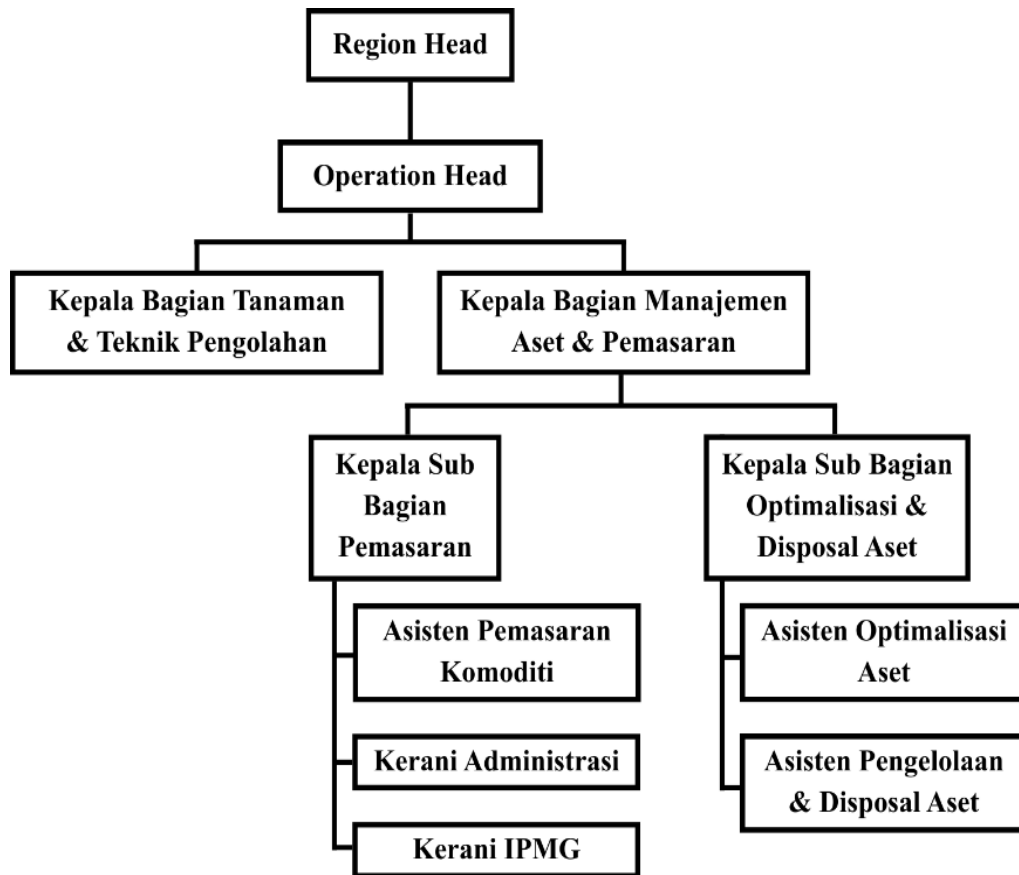 Region Head
Operation Head
Kepala Bagian Tanaman
& Teknik Pengolahan
Kepala Bagian Manajemen
Aset & Pemasaran
Kepala Sub
Bagian
Pemasaran
Kepala Sub Bagian
Optimalisasi &
Disposal Aset
Asisten Pemasaran
Komoditi
Kerani Administrasi
Kerani IPMG
Asisten Optimalisasi
Aset
Asisten Pengelolaan
& Disposal Aset